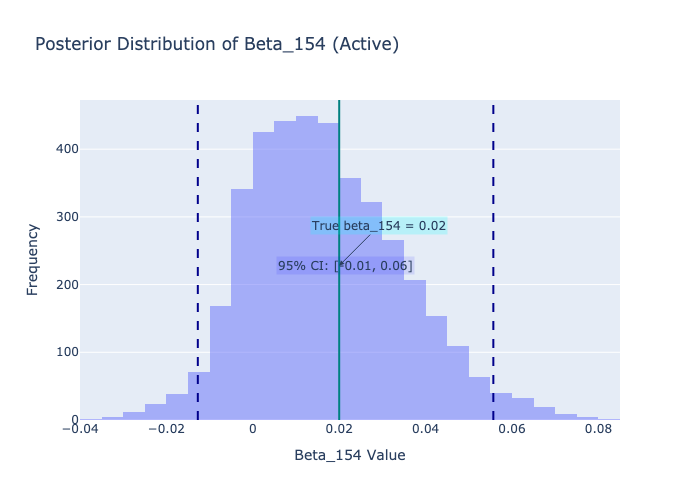 Posterior Distribution of Beta_154 (Active)
400
300
200
100
0
Frequency
True beta_154 = 0.02
95% CI: [-0.01, 0.06]
−0.04
−0.02
0
0.02
0.04
0.06
0.08
Beta_154 Value